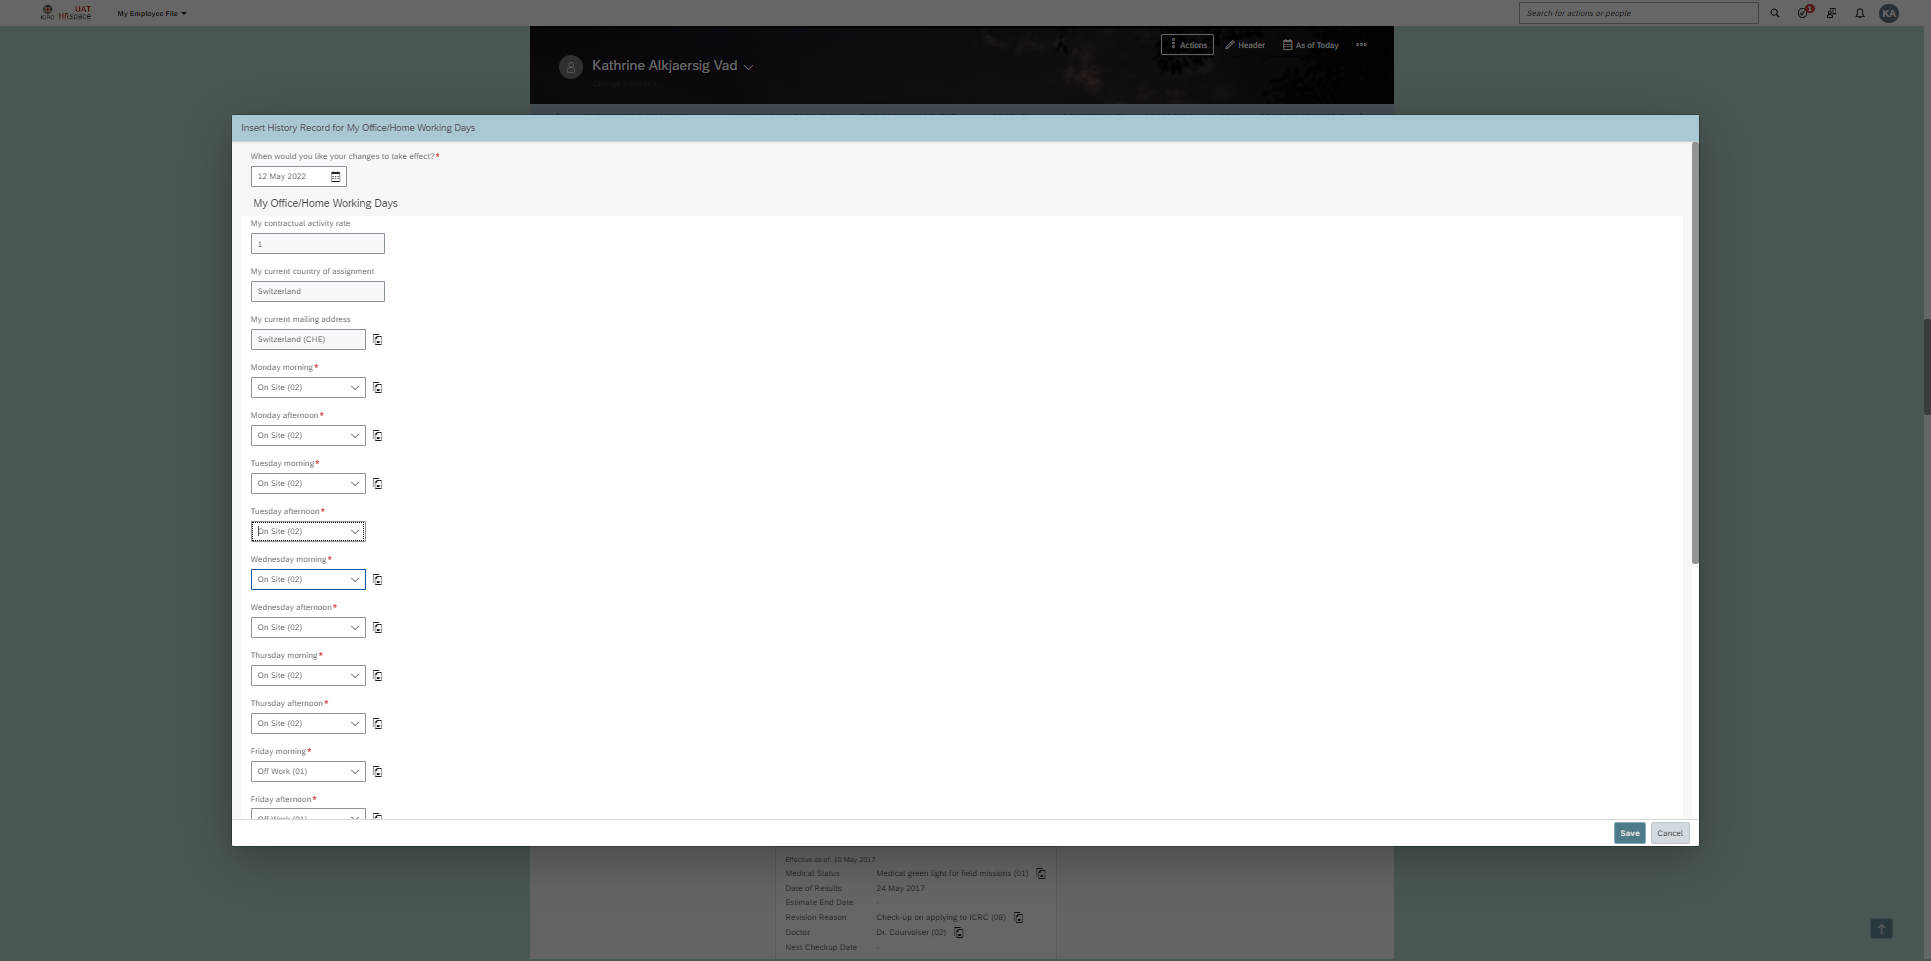 ICRC
UAT
HRspace
My Employee File
Search for actions or people
1
KA
Actions
Header
As of Today
Kathrine Alkjaersig Vad
Insert History Record for My Office/Home Working Days
When would you like your changes to take effect?*
12 May 2022
My Office/Home Working Days
My contractual activity rate
1
My current country of assignment
Switzerland
My current mailing address
Switzerland (CHE)
Monday morning*
On Site (02)
Monday afternoon*
On Site (02)
Tuesday morning*
On Site (02)
Tuesday afternoon*
On Site (02)
Wednesday morning*
On Site (02)
Wednesday afternoon*
On Site (02)
Thursday morning*
On Site (02)
Thursday afternoon*
On Site (02)
Friday morning*
Off Work (01)
Friday afternoon*
Off Work (01)
Save
Cancel
Effective as of: 10 May 2017
Medical Status Medical green light for field missions (01)
Date of Results 24 May 2017
Estimate End Date -
Revision Reason Check-up on applying to ICRC (08)
Doctor Dr. Courvoiser (02)
Next Checkup Date -